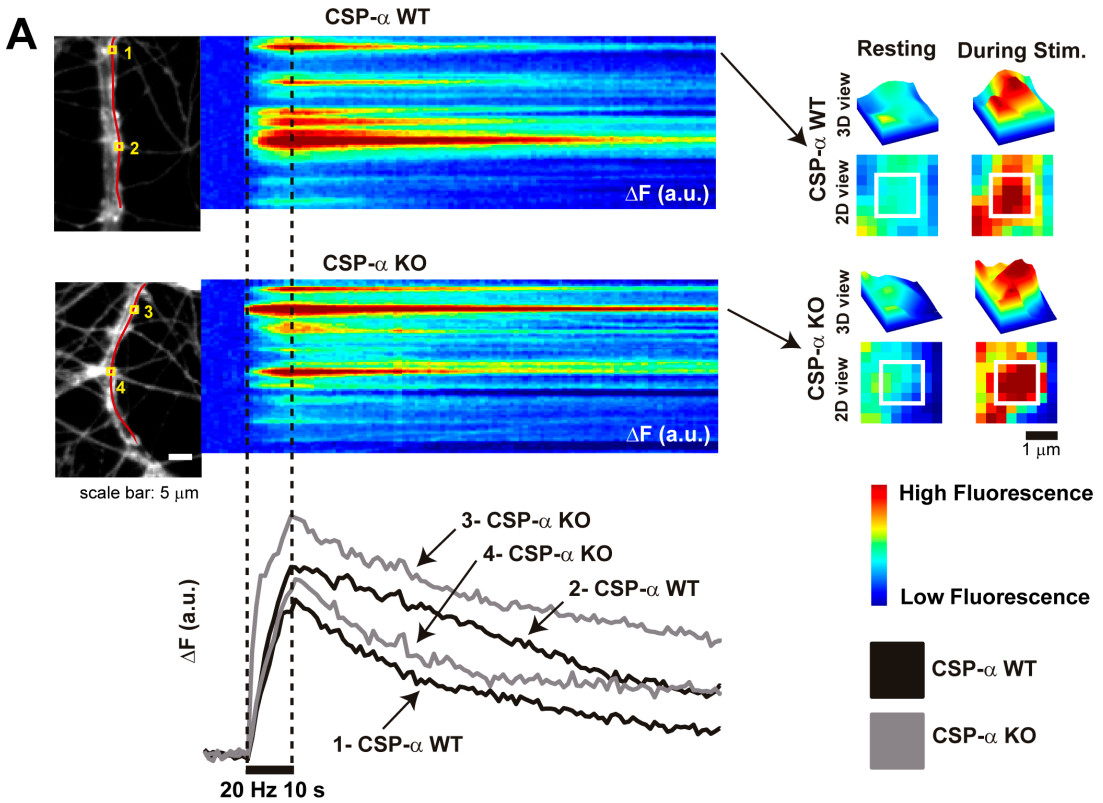 A
CSP-α WT
1
2
ΔF (a.u.)
Resting
During Stim.
CSP-α WT
3D view
2D view
CSP-α KO
3
4
ΔF (a.u.)
scale bar: 5 μm
CSP-α KO
3D view
2D view
1 μm
High Fluorescence
Low Fluorescence
CSP-α WT
CSP-α KO
ΔF (a.u.)
3- CSP-α KO
4- CSP-α KO
2- CSP-α WT
1- CSP-α WT
20 Hz 10 s